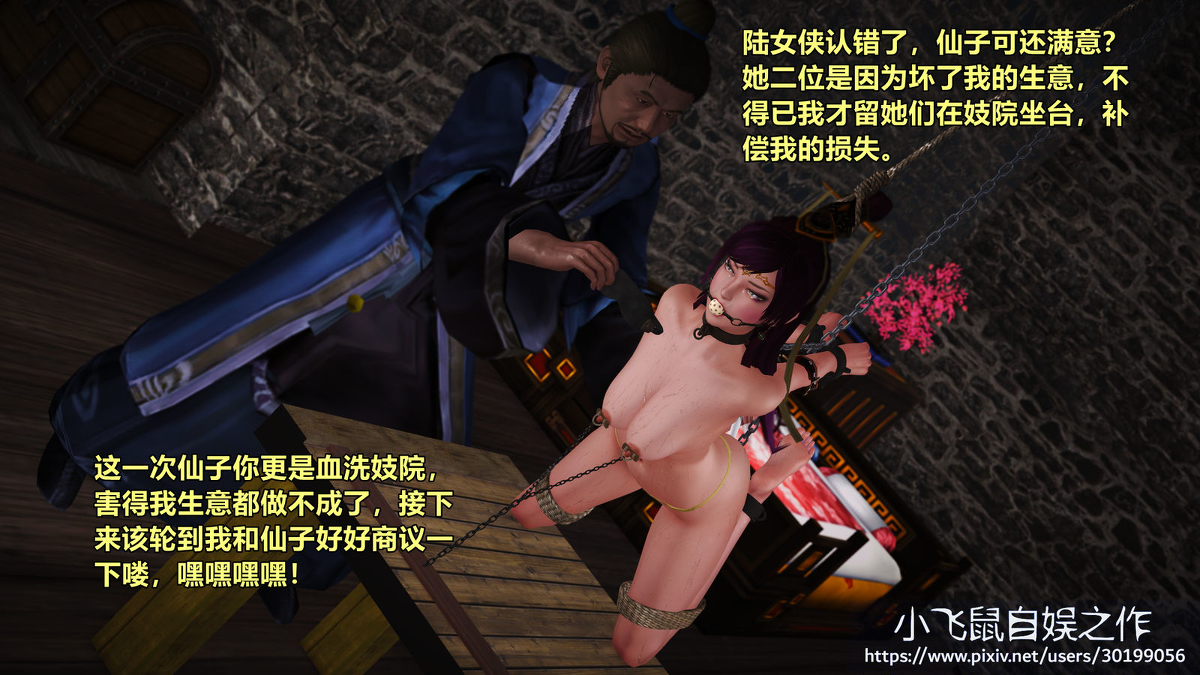 陆女侠认错了，仙子可还满意？
她二位是因为坏了我的生意，不
得已我才留她们在妓院坐台，补
偿我的损失。
这一次仙子你更是血洗妓院，
害得我生意都做不成了，接下
来该轮到我和仙子好好商议一
下喽，嘿嘿嘿嘿！
小飞鼠自娱之作
https://www.pixiv.net/users/30199056